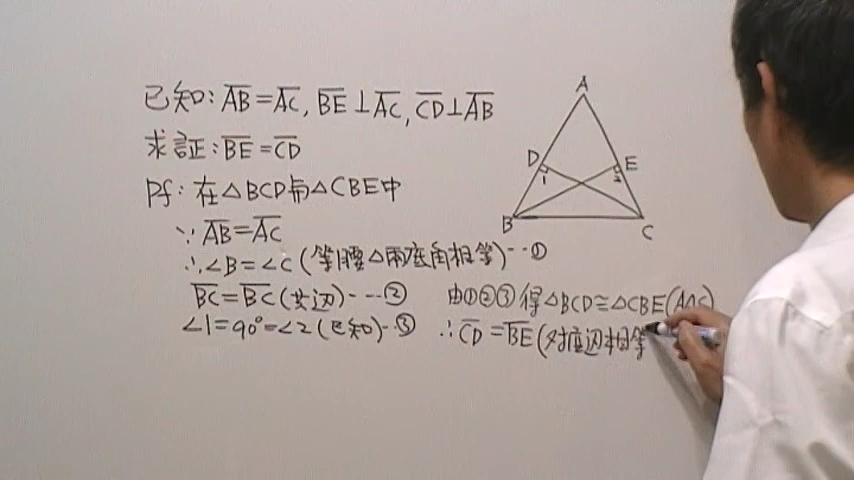 已知:AB=AC, BE⊥AC, CD⊥AB
求証:BE=CD
pf:在△BCD与△CBE中
∵AB=AC
∴∠B=∠C(等腰△兩底角相等)--①
BC=BC(共边)---②
∠1=90°=∠2(已知)--③
由①②③得△BCD≅△CBE(AAS)
∴CD=BE(对應边相等
A
D
E
1
2
B
C